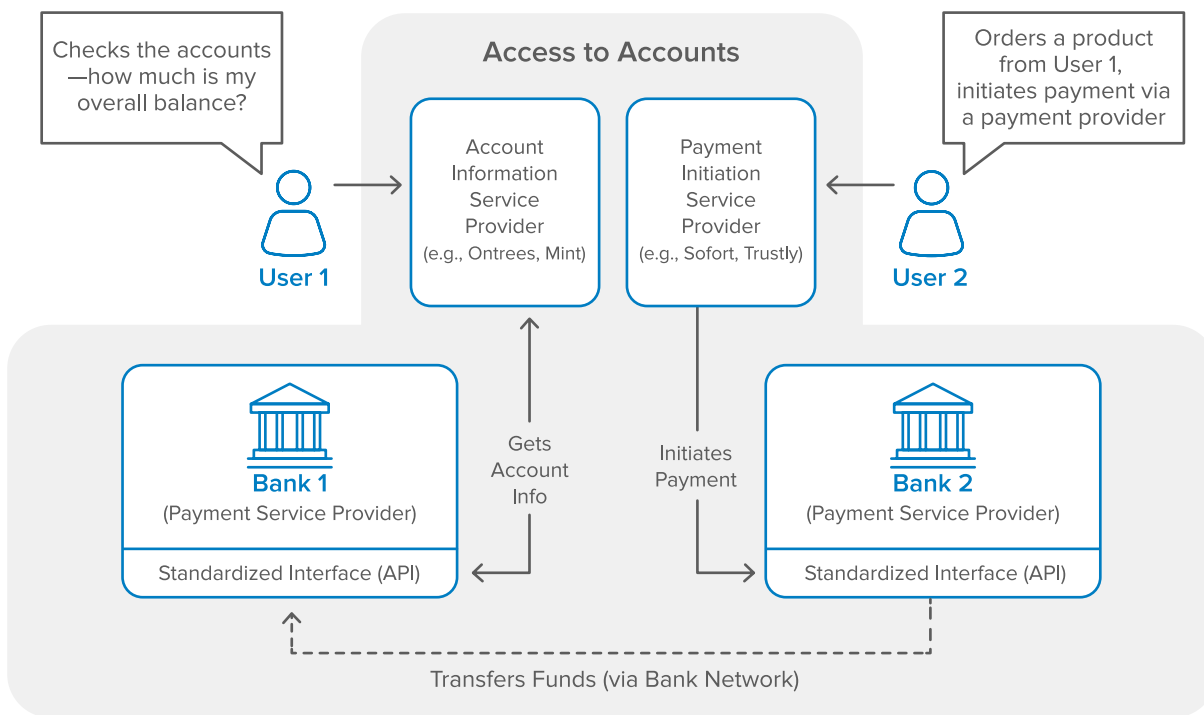 Checks the accounts
—how much is my
overall balance?
Access to Accounts
Orders a product
from User 1,
initiates payment via
a payment provider
Account
Information
Service
Provider
(e.g., Ontrees, Mint)
Payment
Initiation
Service
Provider
(e.g., Sofort, Trustly)
User 1
User 2
Gets
Account
Info
Initiates
Payment
Bank 1
(Payment Service Provider)
Standardized Interface (API)
Bank 2
(Payment Service Provider)
Standardized Interface (API)
Transfers Funds (via Bank Network)